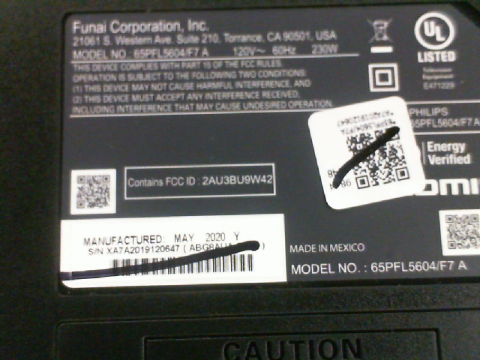 Funai Corporation, Inc.
21061 S. Western Ave. Suite 210, Torrance, CA 90501, USA
MODEL NO. : 65PFL5604/F7 A 120V~ 60Hz 230W
THIS DEVICE COMPLIES WITH PART 15 OF THE FCC RULES.
OPERATION IS SUBJECT TO THE FOLLOWING TWO CONDITIONS:
(1) THIS DEVICE MAY NOT CAUSE HARMFUL INTERFERENCE, AND
(2) THIS DEVICE MUST ACCEPT ANY INTERFERENCE RECEIVED,
INCLUDING INTERFERENCE THAT MAY CAUSE UNDESIRED OPERATION.
UL
LISTED
E471229
PHILIPS
65PFL5604/F7 A
Energy
Verified
Contains FCC ID : 2AU3BU9W42
MANUFACTURED: MAY 2020 Y
S/N XA7A2019120647
MADE IN MEXICO
MODEL NO. : 65PFL5604/F7 A
CAUTION